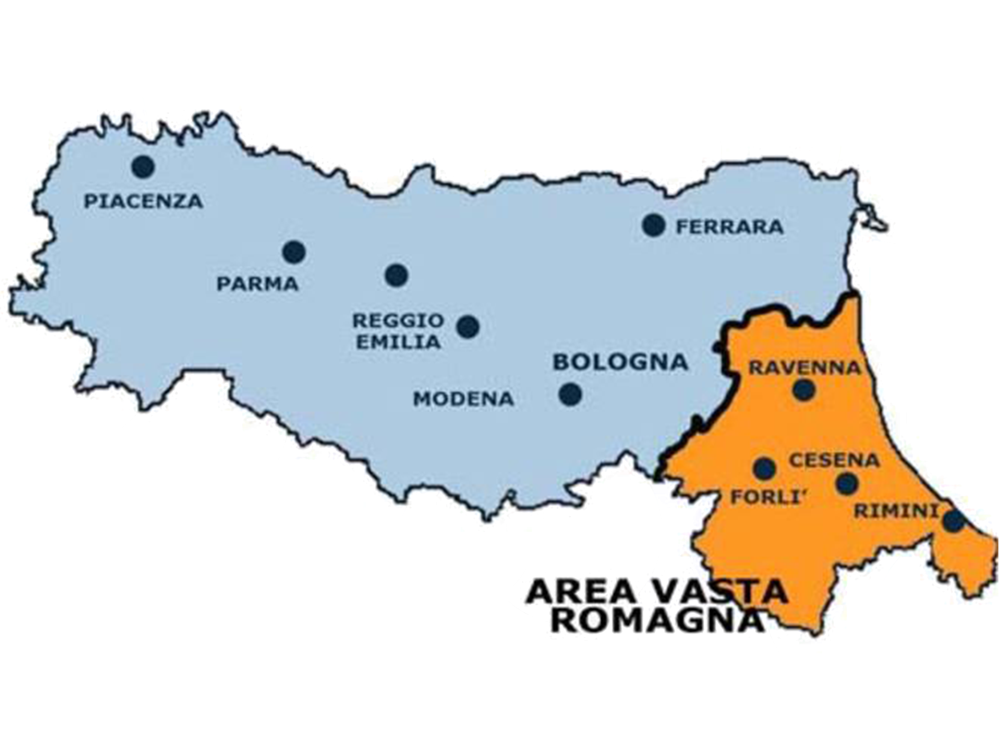 PIACENZA
FERRARA
PARMA
REGGIO
EMILIA
BOLOGNA
RAVENNA
MODENA
CESENA
FORLI'
RIMINI
AREA VASTA
ROMAGNA